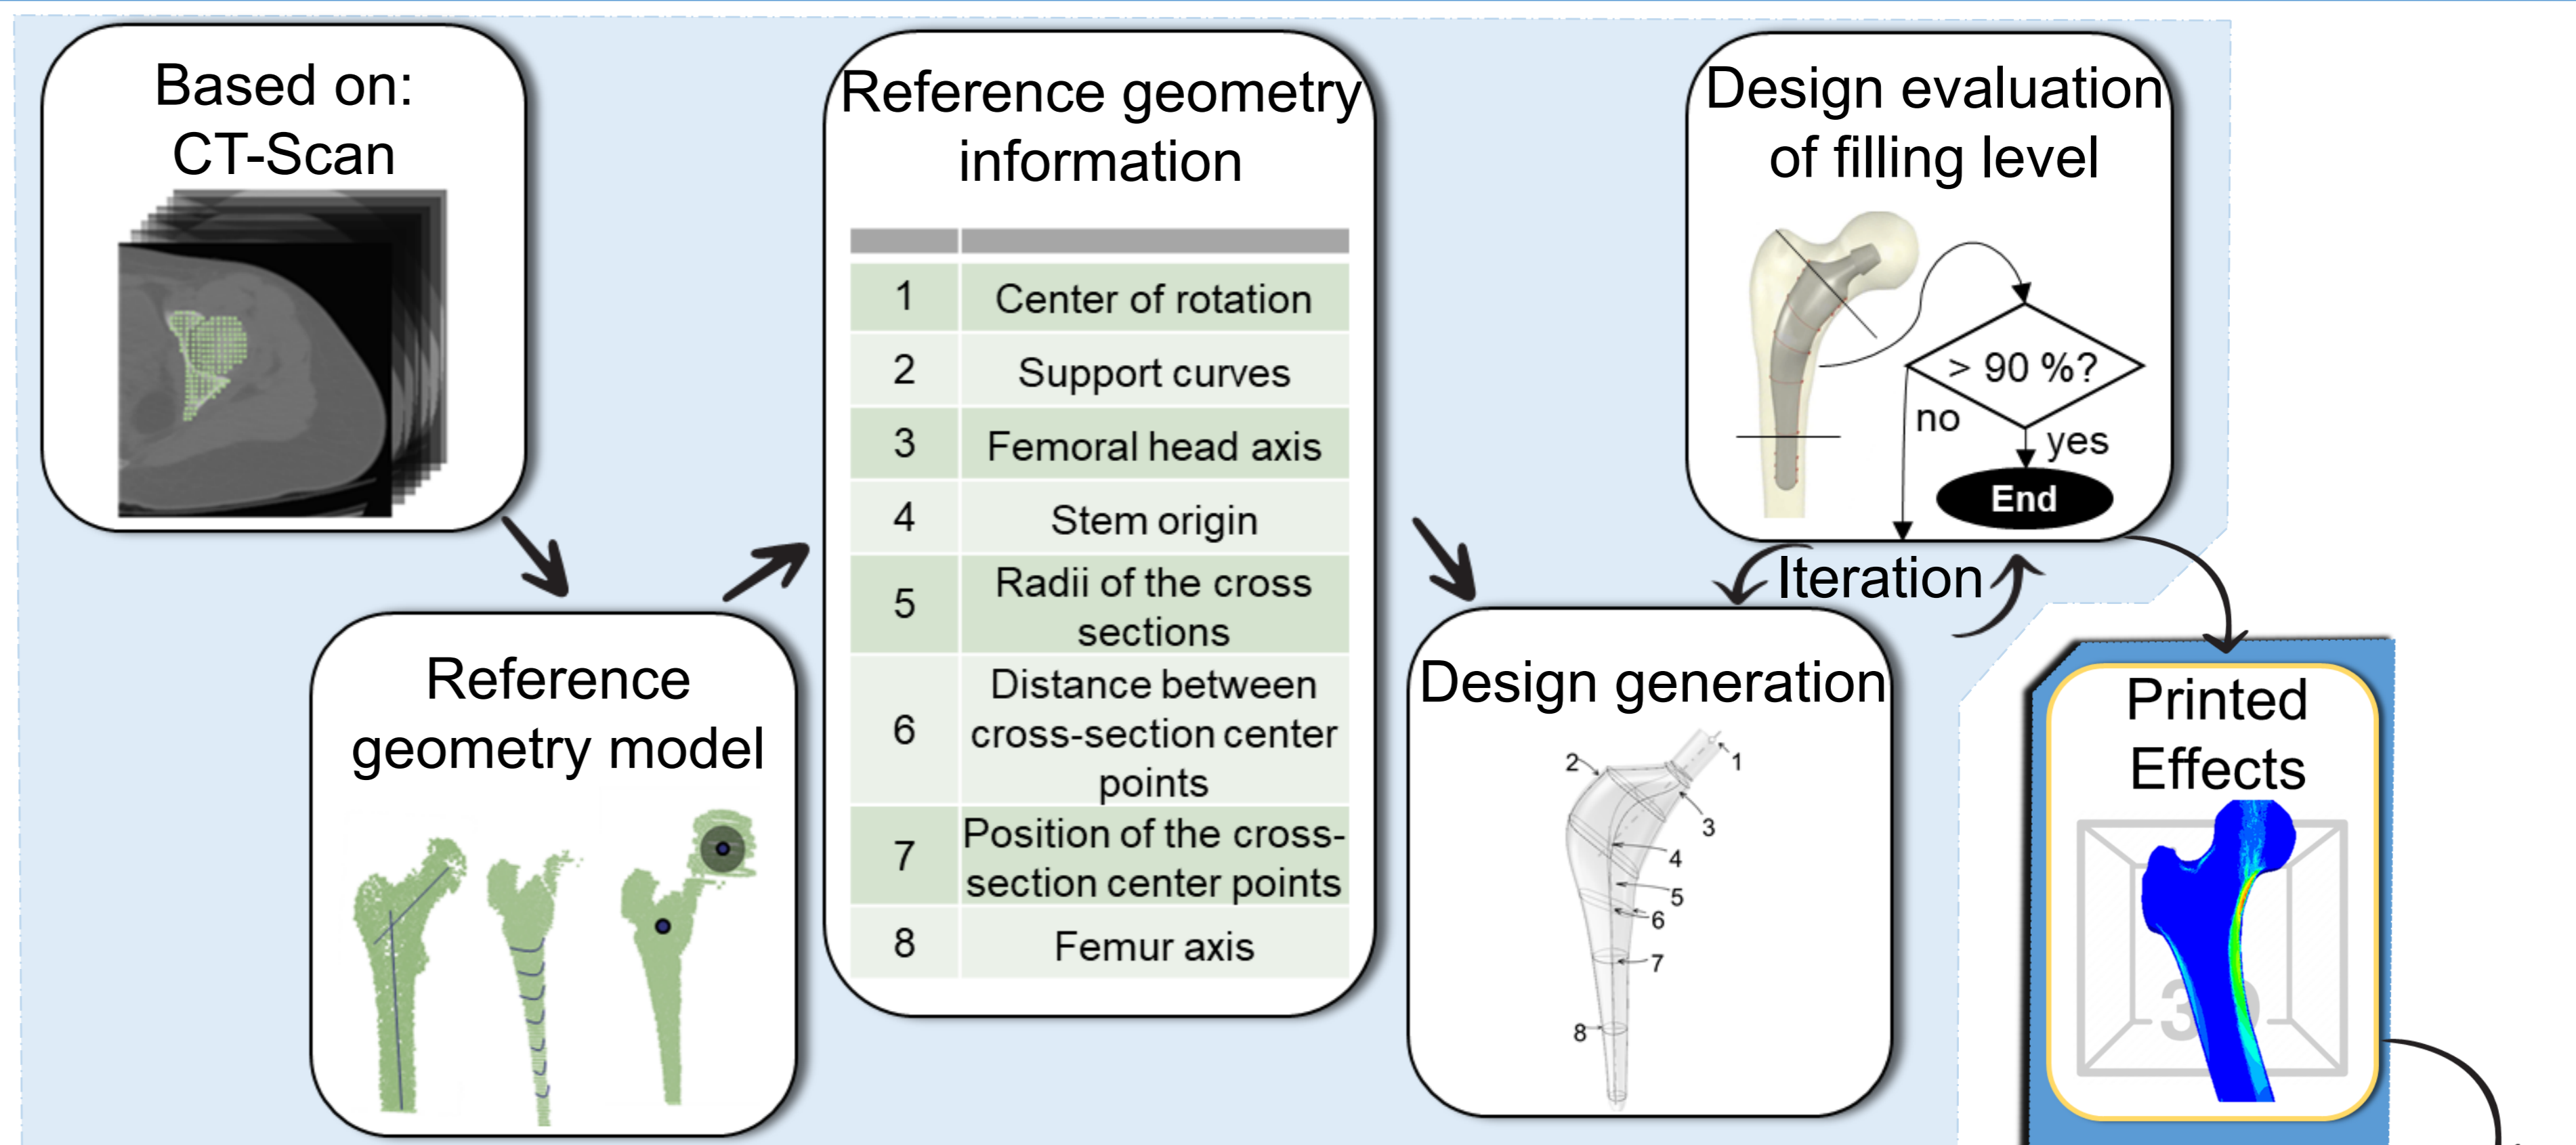 Based on:
CT-Scan
Reference
geometry model
Reference geometry
information
1 Center of rotation
2 Support curves
3 Femoral head axis
4 Stem origin
5 Radii of the cross
sections
6 Distance between
cross-section center
points
7 Position of the cross-
section center points
8 Femur axis
Design evaluation
of filling level
> 90 %?
no
yes
End
Iteration
Design generation
1
2
3
4
5
6
7
8
Printed
Effects
3D